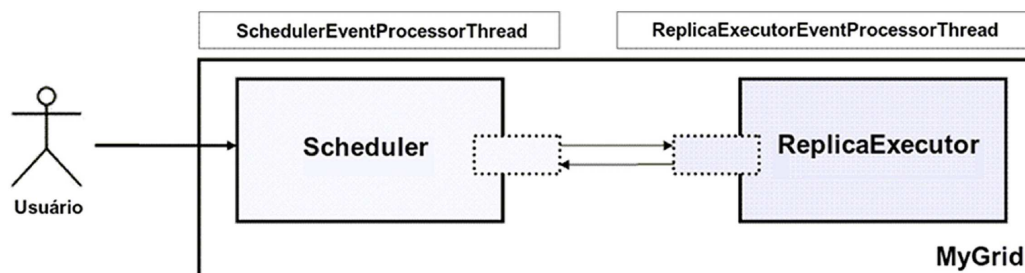 SchedulerEventProcessorThread
ReplicaExecutorEventProcessorThread
Scheduler
ReplicaExecutor
Usuário
MyGrid